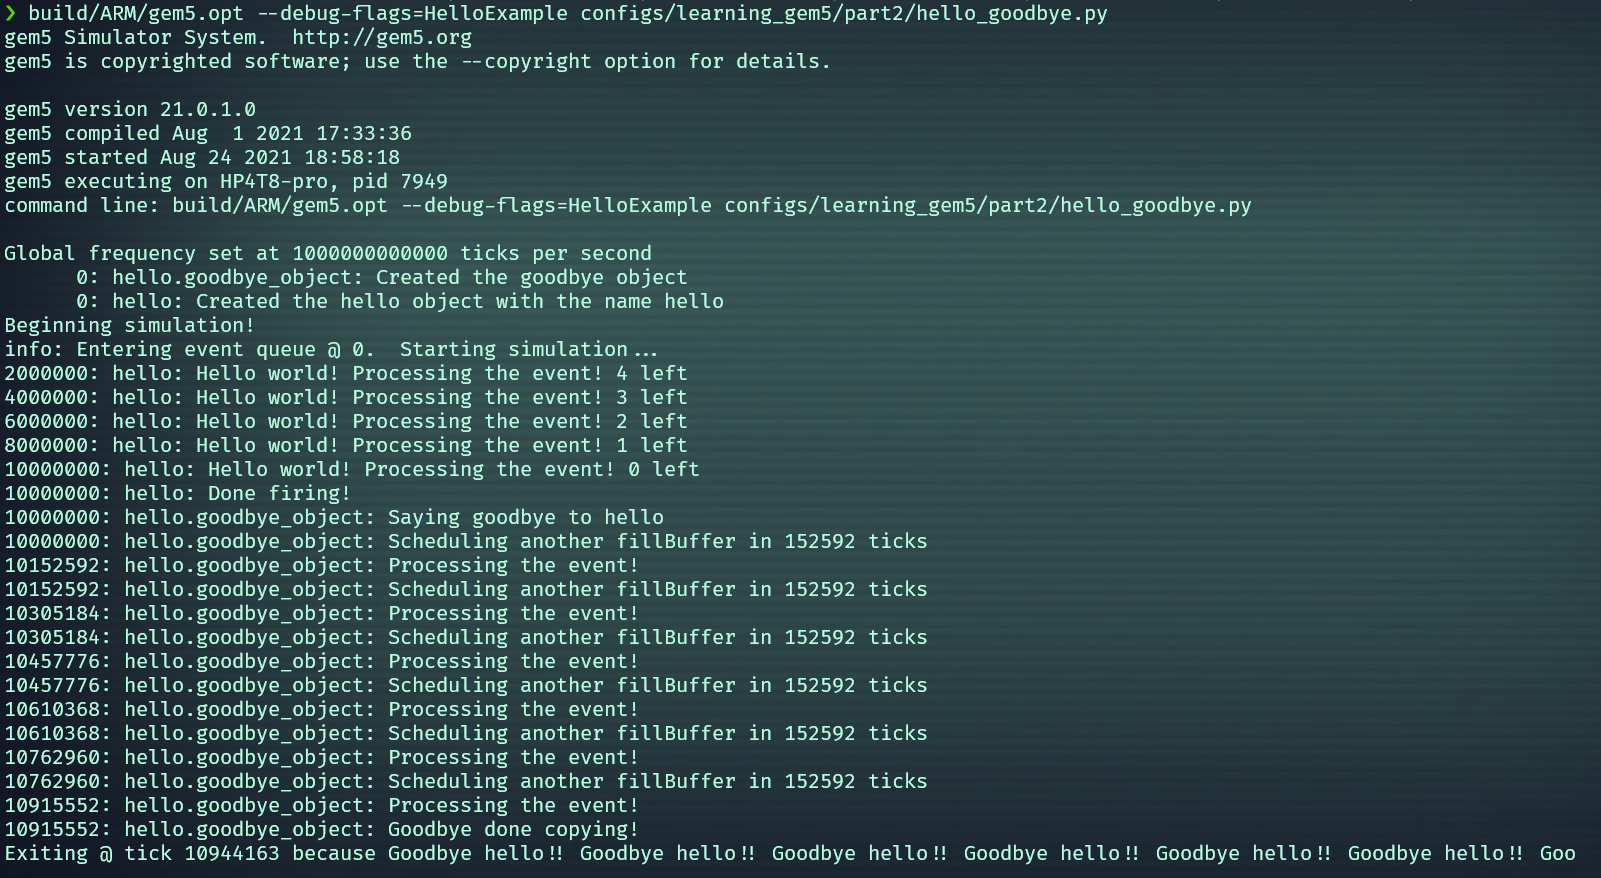 ❯ build/ARM/gem5.opt --debug-flags=HelloExample configs/learning_gem5/part2/hello_goodbye.py
gem5 Simulator System.  http://gem5.org
gem5 is copyrighted software; use the --copyright option for details.

gem5 version 21.0.1.0
gem5 compiled Aug  1 2021 17:33:36
gem5 started Aug 24 2021 18:58:18
gem5 executing on HP4T8-pro, pid 7949
command line: build/ARM/gem5.opt --debug-flags=HelloExample configs/learning_gem5/part2/hello_goodbye.py

Global frequency set at 1000000000000 ticks per second
      0: hello.goodbye_object: Created the goodbye object
      0: hello: Created the hello object with the name hello
Beginning simulation!
info: Entering event queue @ 0.  Starting simulation...
2000000: hello: Hello world! Processing the event! 4 left
4000000: hello: Hello world! Processing the event! 3 left
6000000: hello: Hello world! Processing the event! 2 left
8000000: hello: Hello world! Processing the event! 1 left
10000000: hello: Hello world! Processing the event! 0 left
10000000: hello: Done firing!
10000000: hello.goodbye_object: Saying goodbye to hello
10000000: hello.goodbye_object: Scheduling another fillBuffer in 152592 ticks
10152592: hello.goodbye_object: Processing the event!
10152592: hello.goodbye_object: Scheduling another fillBuffer in 152592 ticks
10305184: hello.goodbye_object: Processing the event!
10305184: hello.goodbye_object: Scheduling another fillBuffer in 152592 ticks
10457776: hello.goodbye_object: Processing the event!
10457776: hello.goodbye_object: Scheduling another fillBuffer in 152592 ticks
10610368: hello.goodbye_object: Processing the event!
10610368: hello.goodbye_object: Scheduling another fillBuffer in 152592 ticks
10762960: hello.goodbye_object: Processing the event!
10762960: hello.goodbye_object: Scheduling another fillBuffer in 152592 ticks
10915552: hello.goodbye_object: Processing the event!
10915552: hello.goodbye_object: Goodbye done copying!
Exiting @ tick 10944163 because Goodbye hello!! Goodbye hello!! Goodbye hello!! Goodbye hello!! Goodbye hello!! Goodbye hello!! Goo